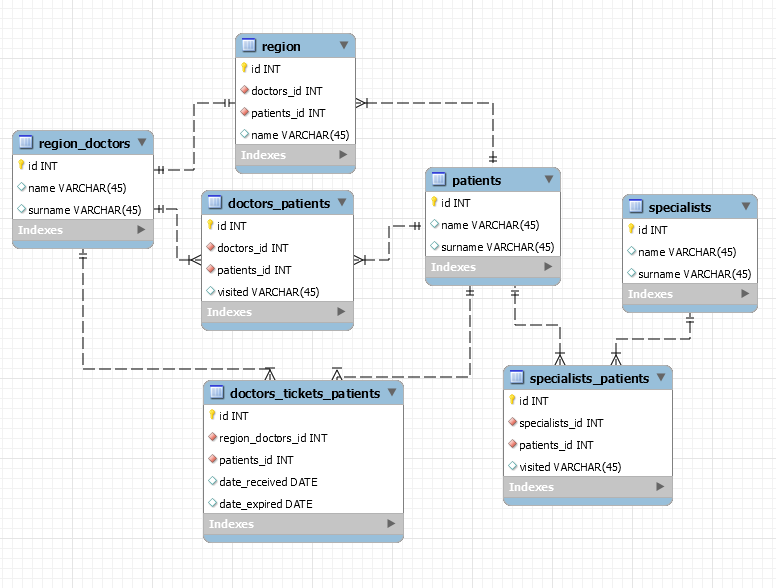 region
id INT
doctors_id INT
patients_id INT
name VARCHAR(45)
Indexes
region_doctors
id INT
name VARCHAR(45)
surname VARCHAR(45)
Indexes
doctors_patients
id INT
doctors_id INT
patients_id INT
visited VARCHAR(45)
Indexes
patients
id INT
name VARCHAR(45)
surname VARCHAR(45)
Indexes
specialists
id INT
name VARCHAR(45)
surname VARCHAR(45)
Indexes
doctors_tickets_patients
id INT
region_doctors_id INT
patients_id INT
date_received DATE
date_expired DATE
Indexes
specialists_patients
id INT
specialists_id INT
patients_id INT
visited VARCHAR(45)
Indexes